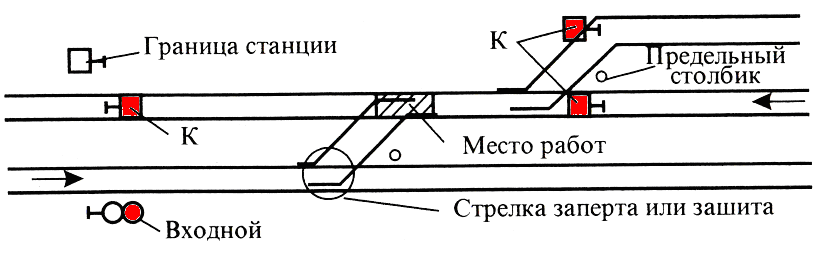 Граница станции
К
Предельный
столбик
К
Место работ
Стрелка заперта или зашита
Входной